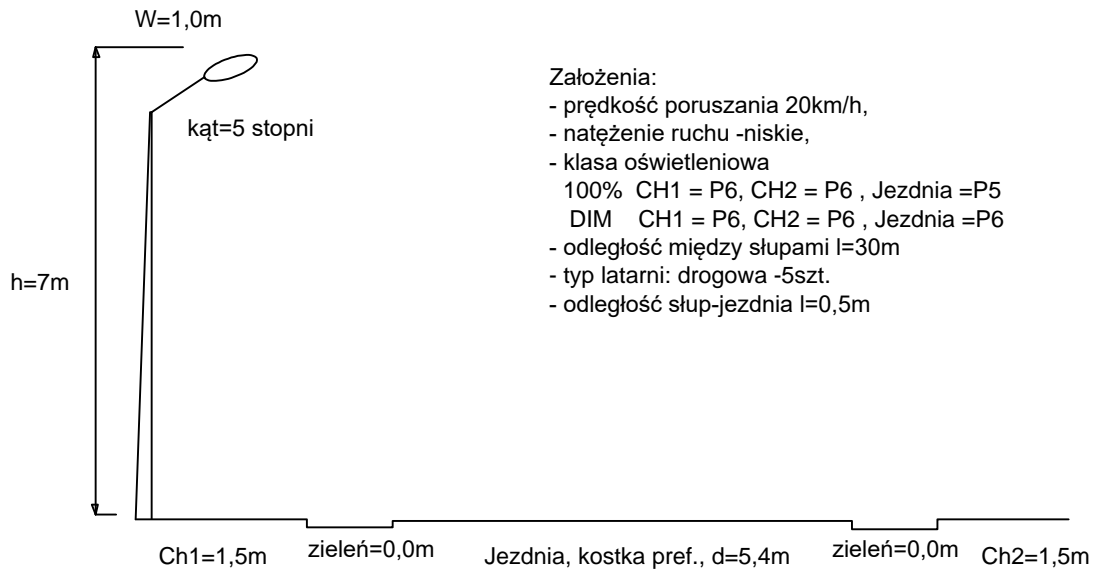 W=1,0m
kąt=5 stopni
h=7m
Założenia:
- prędkość poruszania 20km/h,
- natężenie ruchu -niskie,
- klasa oświetleniowa
100% CH1 = P6, CH2 = P6 , Jezdnia =P5
DIM CH1 = P6, CH2 = P6 , Jezdnia =P6
- odległość między słupami l=30m
- typ latarni: drogowa -5szt.
- odległość słup-jezdnia l=0,5m
Ch1=1,5m zieleń=0,0m Jezdnia, kostka pref., d=5,4m zieleń=0,0m Ch2=1,5m